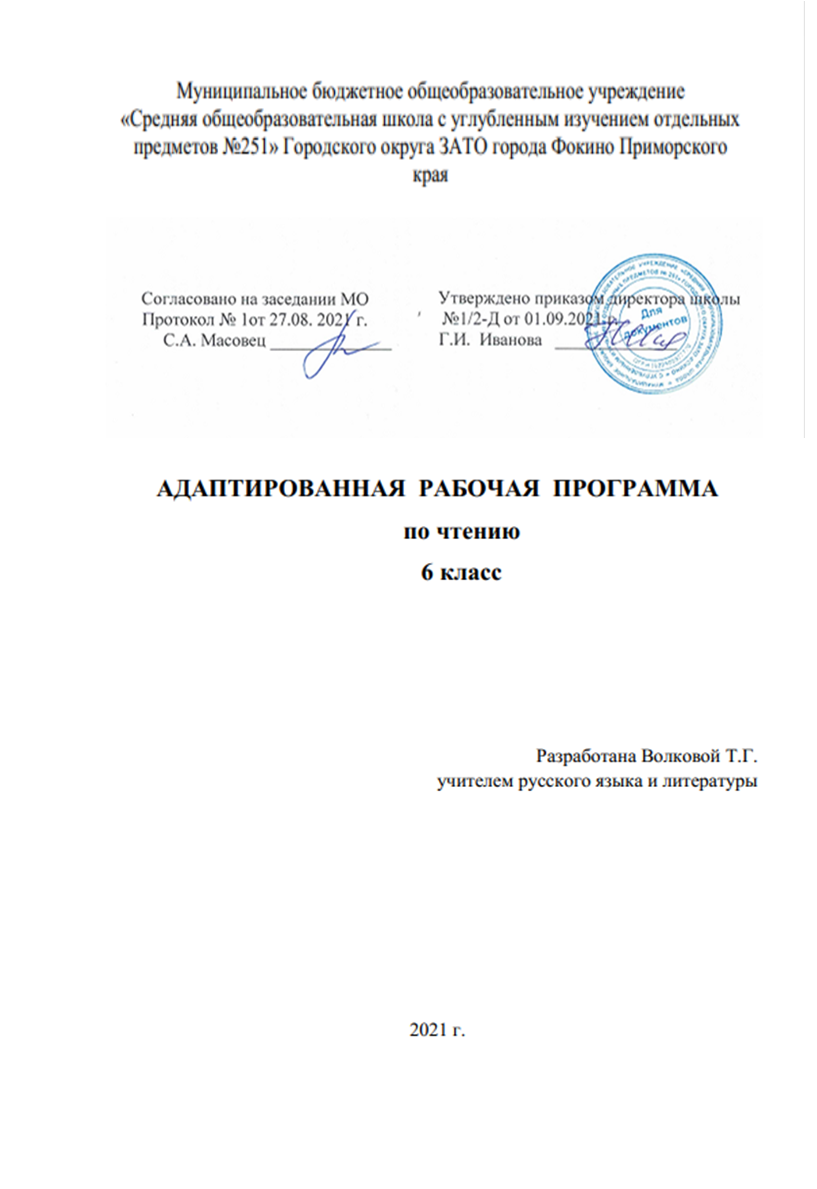 Муниципальное бюджетное общеобразовательное учреждение
«Средняя общеобразовательная школа с углубленным изучением отдельных
предметов №251» Городского округа ЗАТО города Фокино Приморского
края
Согласовано на заседании МО
Протокол № 1от 27.08. 2021 г.
С.А. Масовец
Утверждено приказом директора школы
№1/2-Д от 01.09.2021 г.
Г.И. Иванова
Для
документов
АДАПТИРОВАННАЯ РАБОЧАЯ ПРОГРАММА
по чтению
6 класс
Разработана Волковой Т.Г.
учителем русского языка и литературы
2021 г.